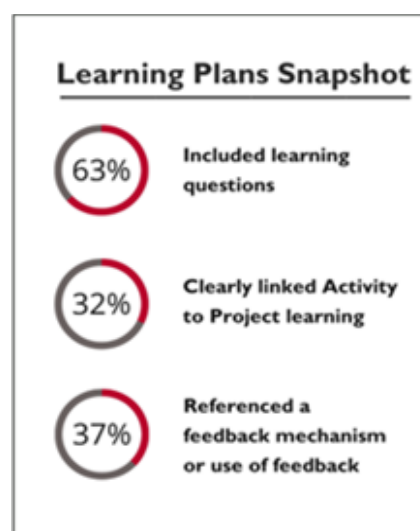 Learning Plans Snapshot
63%
Included learning
questions
32%
Clearly linked Activity
to Project learning
37%
Referenced a
feedback mechanism
or use of feedback